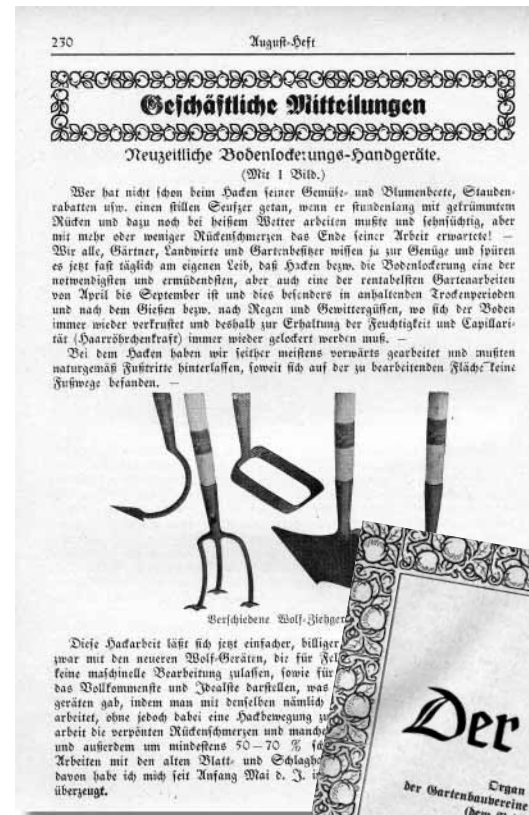 230
August-Heft
Geschäftliche Mitteilungen
Neuzeitliche Bodenlockerungs-Handgeräte.
(Mit 1 Bild.)
Wer hat nicht schon beim Hacken seiner Gemüse- und Blumenbeete, Stauden-
rabatten usw. einen stillen Seufzer getan, wenn er stundenlang mit gekrümmtem
Rücken und dazu noch bei heißem Wetter arbeiten mußte und sehnsüchtig, aber
mit mehr oder weniger Rückenschmerzen das Ende seiner Arbeit erwartete! —
Wir alle, Gärtner, Landwirte und Gartenbesitzer wissen ja zur Genüge und spüren
es jetzt fast täglich am eigenen Leib, daß Hacken bezw. die Bodenlockerung eine der
notwendigsten und ermüdendsten, aber auch eine der rentabelsten Gartenarbeiten
von April bis September ist und dies besonders in anhaltenden Trockenperioden
und nach dem Gießen bezw. nach Regen und Gewittergüssen, wo sich der Boden
immer wieder verkrustet und deshalb zur Erhaltung der Feuchtigkeit und Capillari-
tät (Haarröhrchenkraft) immer wieder gelockert werden muß. —
Bei dem Hacken haben wir seither meistens vorwärts gearbeitet und mußten
naturgemäß Fußtritte hinterlassen, soweit sich auf der zu bearbeitenden Fläche keine
Fußwege befanden. —
Verschiedene Wolf-Ziehger
Diese Hackarbeit läßt sich jetzt einfacher, billiger
zwar mit den neueren Wolf-Geräten, die für Fel
keine maschinelle Bearbeitung zulassen, sowie für
das Vollkommenste und Idealste darstellen, was
geräten gab, indem man mit denselben nämlich
arbeitet, ohne jedoch dabei eine Hackbewegung zu
arbeit die verpönten Rückenschmerzen und manche
und außerdem um mindestens 50—70 % sch
Arbeiten mit den alten Blatt- und Schlagha
davon habe ich mich seit Anfang Mai d. J. i
überzeugt.
Der
Organ
der Gartenbauvereine